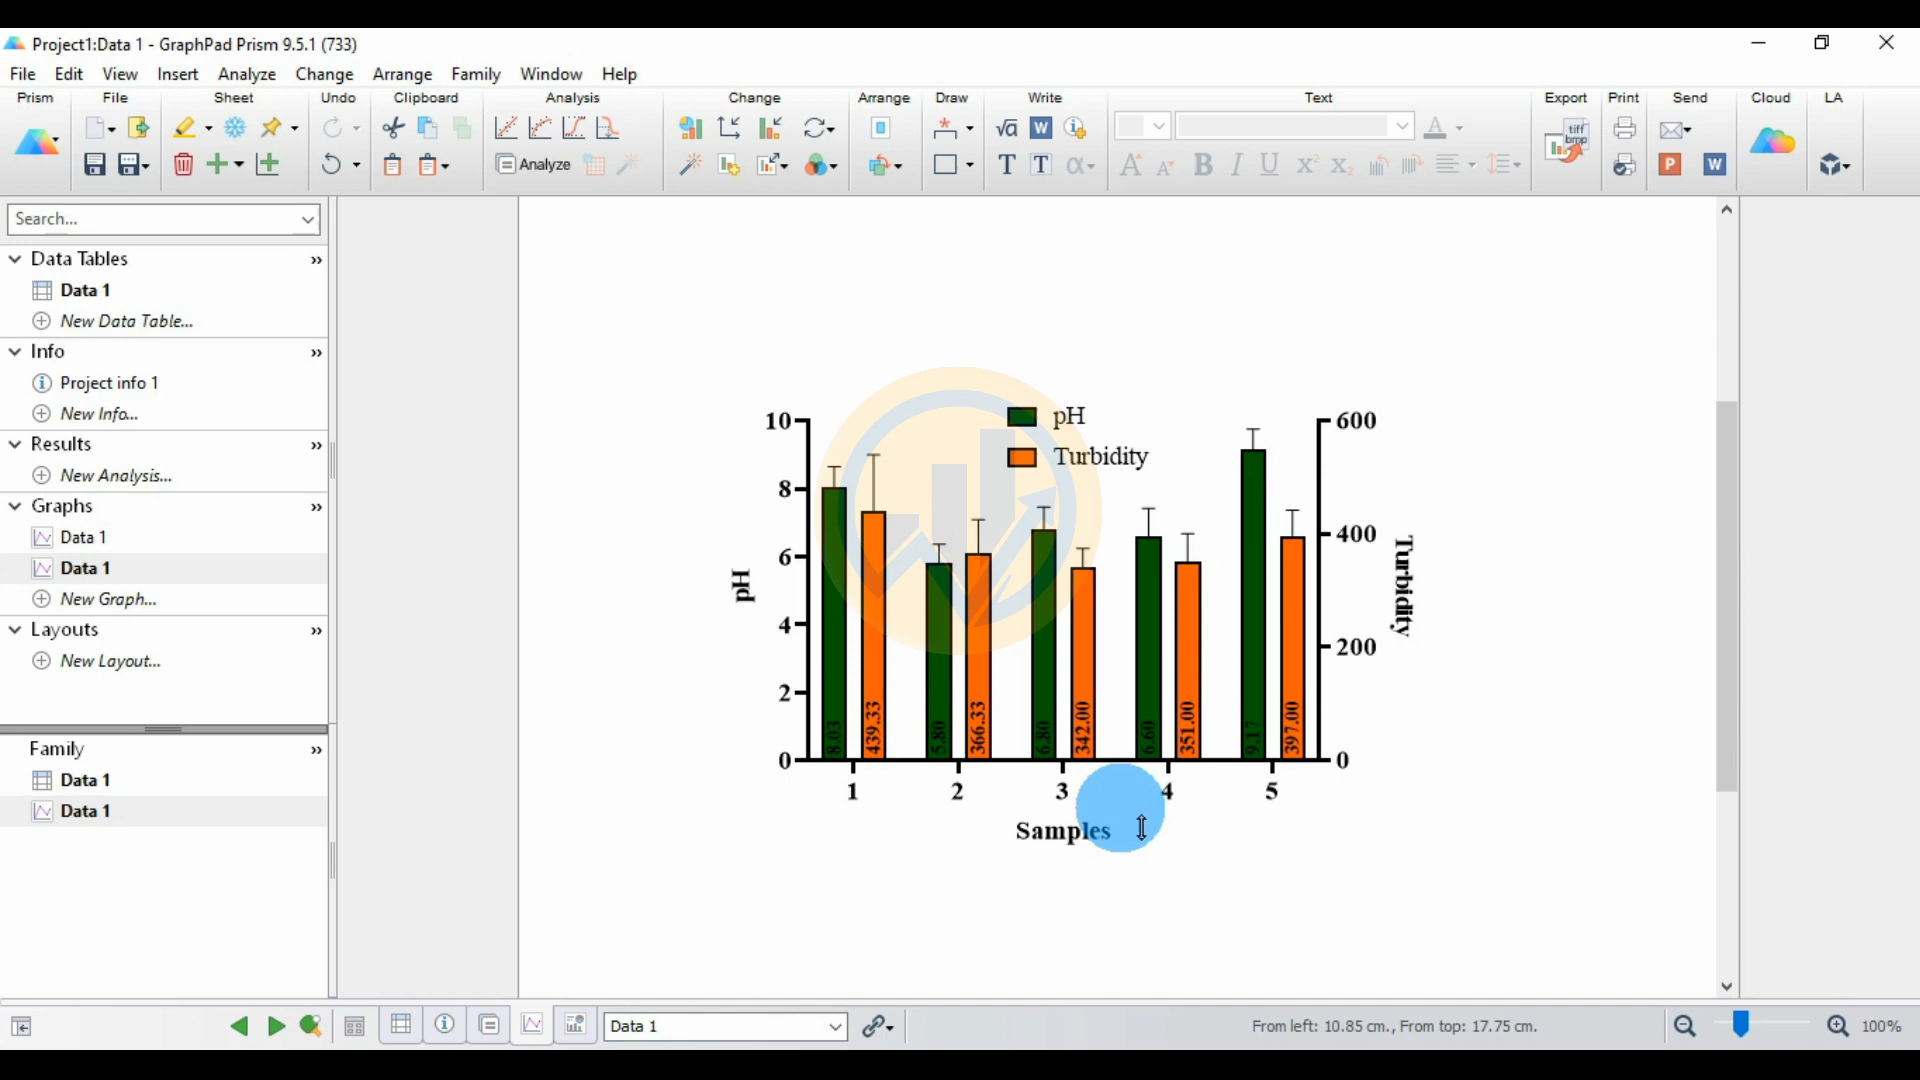 Project1:Data 1 - GraphPad Prism 9.5.1 (733)
File Edit View Insert Analyze Change Arrange Family Window Help
Prism File Sheet Undo Clipboard Analysis Change Arrange Draw Write Text Export Print Send Cloud LA
Analyze
tiff
bmp
Search...
Data Tables
Data 1
New Data Table...
Info
Project info 1
New Info...
Results
New Analysis...
Graphs
Data 1
Data 1
New Graph...
Layouts
New Layout...
Family
Data 1
Data 1
pH
Turbidity
10
8
6
4
2
0
pH
600
400
200
0
Turbidity
8.03 439.33 5.80 366.33 6.80 342.00 6.60 351.00 9.17 397.00
1 2 3 4 5
Samples
Data 1
From left: 10.85 cm., From top: 17.75 cm.
100%